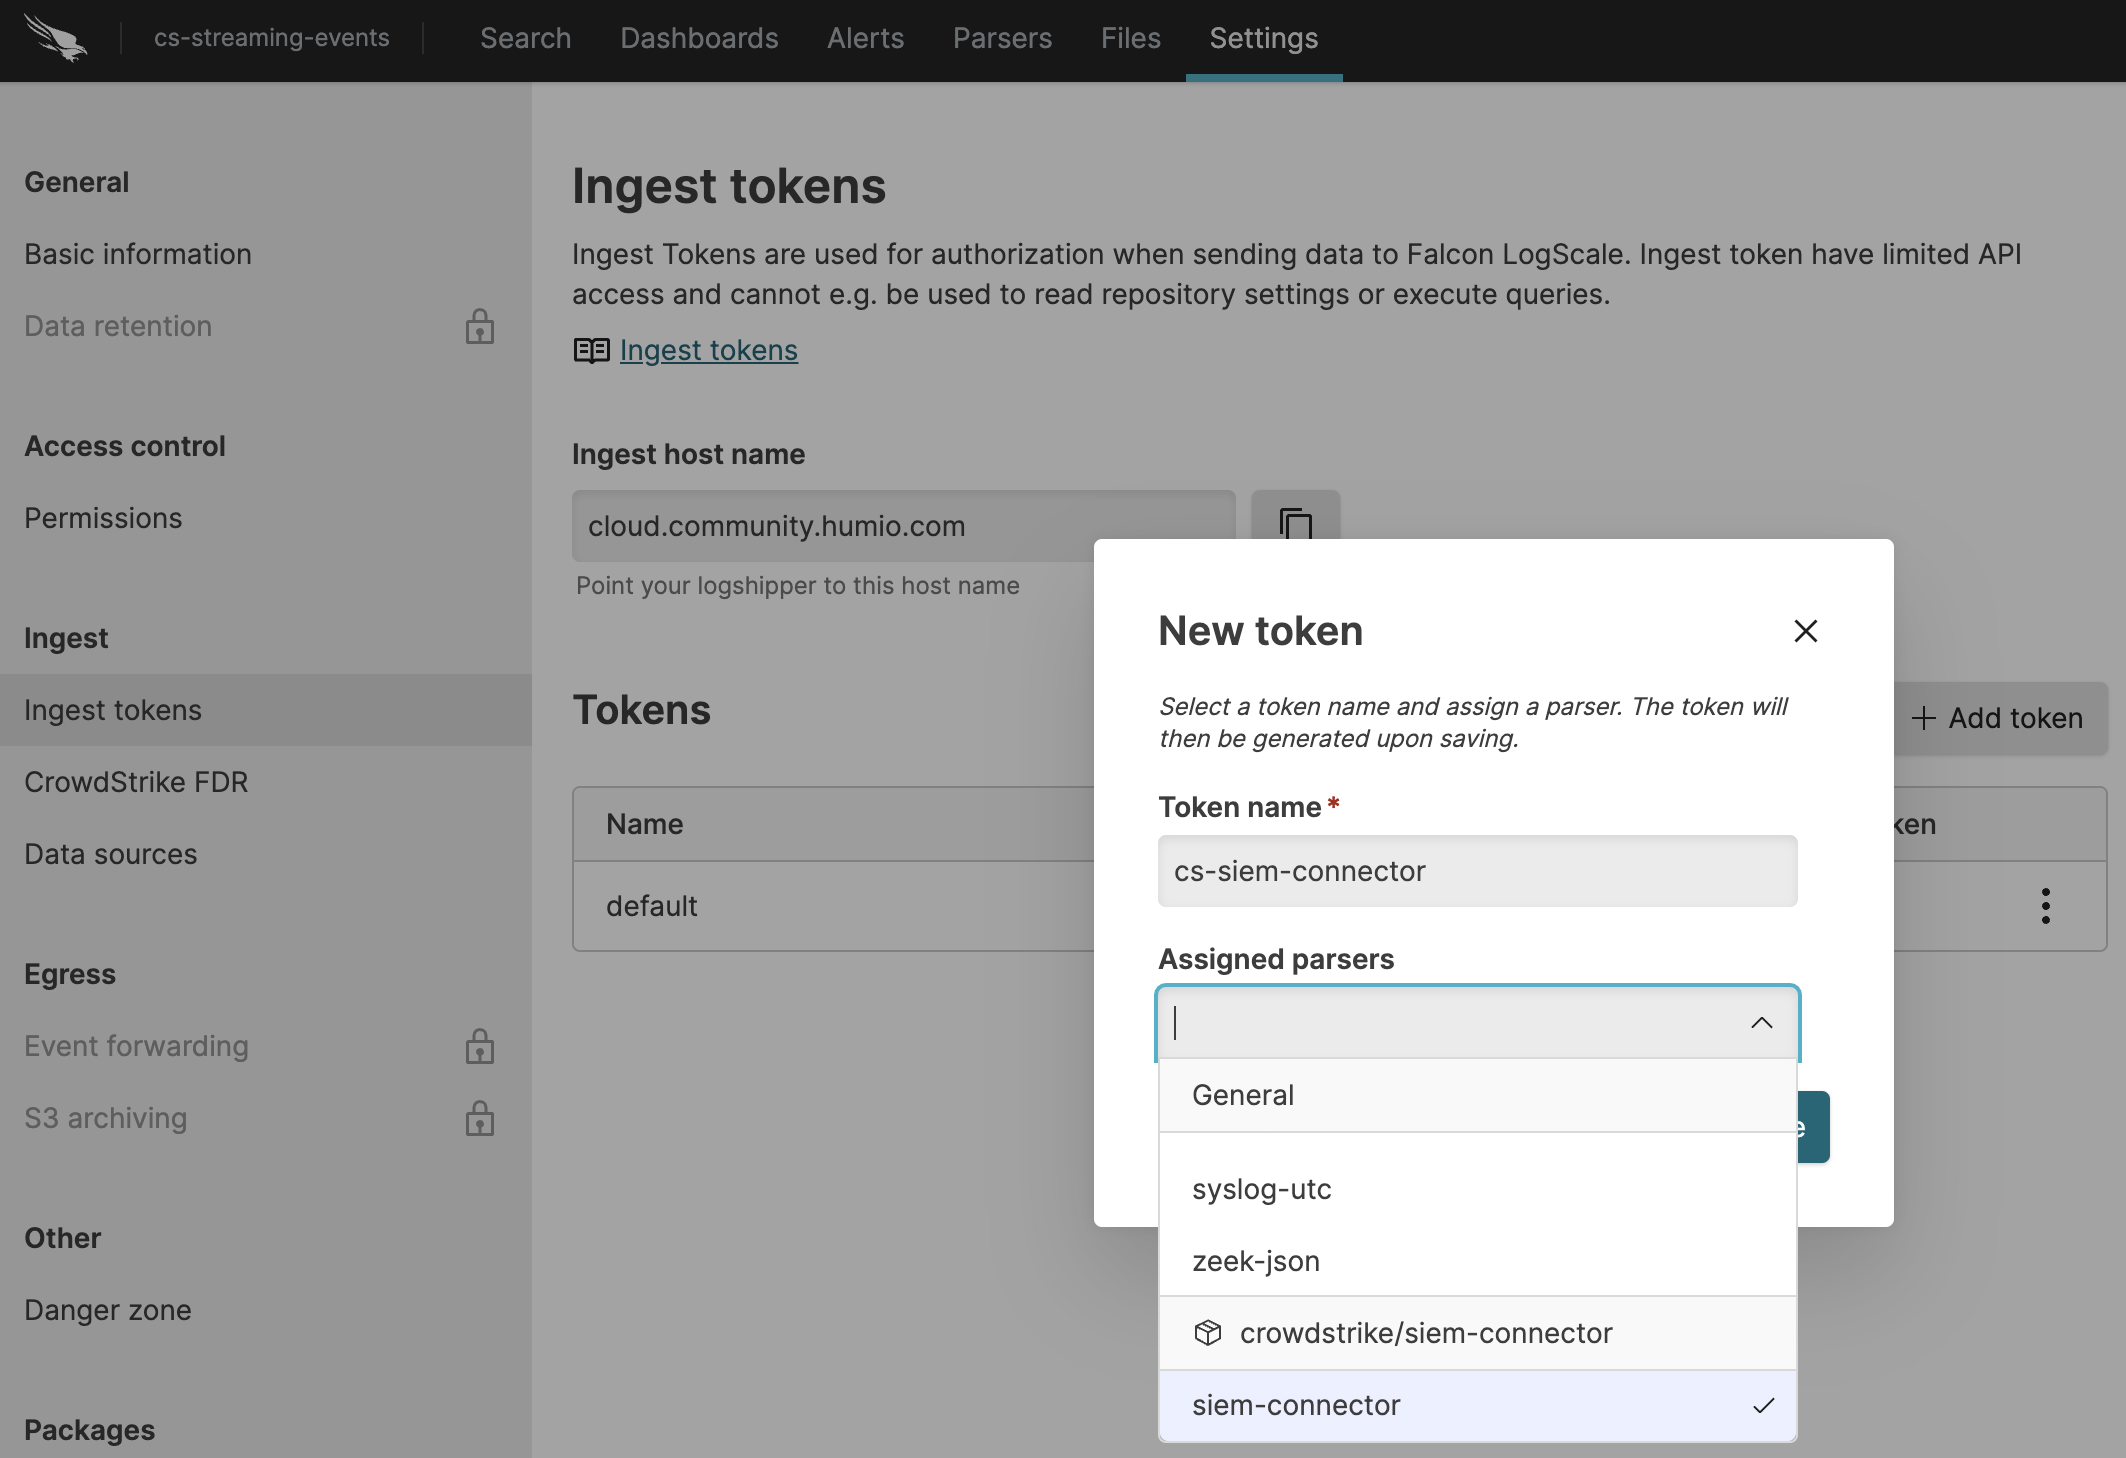 cs-streaming-events
Search
Dashboards
Alerts
Parsers
Files
Settings
General
Basic information
Data retention
Access control
Permissions
Ingest
Ingest tokens
CrowdStrike FDR
Data sources
Egress
Event forwarding
S3 archiving
Other
Danger zone
Packages
Ingest tokens
Ingest Tokens are used for authorization when sending data to Falcon LogScale. Ingest token have limited API
access and cannot e.g. be used to read repository settings or execute queries.
Ingest tokens
Ingest host name
cloud.community.humio.com
Point your logshipper to this host name
Tokens
+ Add token
Name
default
New token
Select a token name and assign a parser. The token will
then be generated upon saving.
Token name*
cs-siem-connector
Assigned parsers
General
syslog-utc
zeek-json
crowdstrike/siem-connector
siem-connector